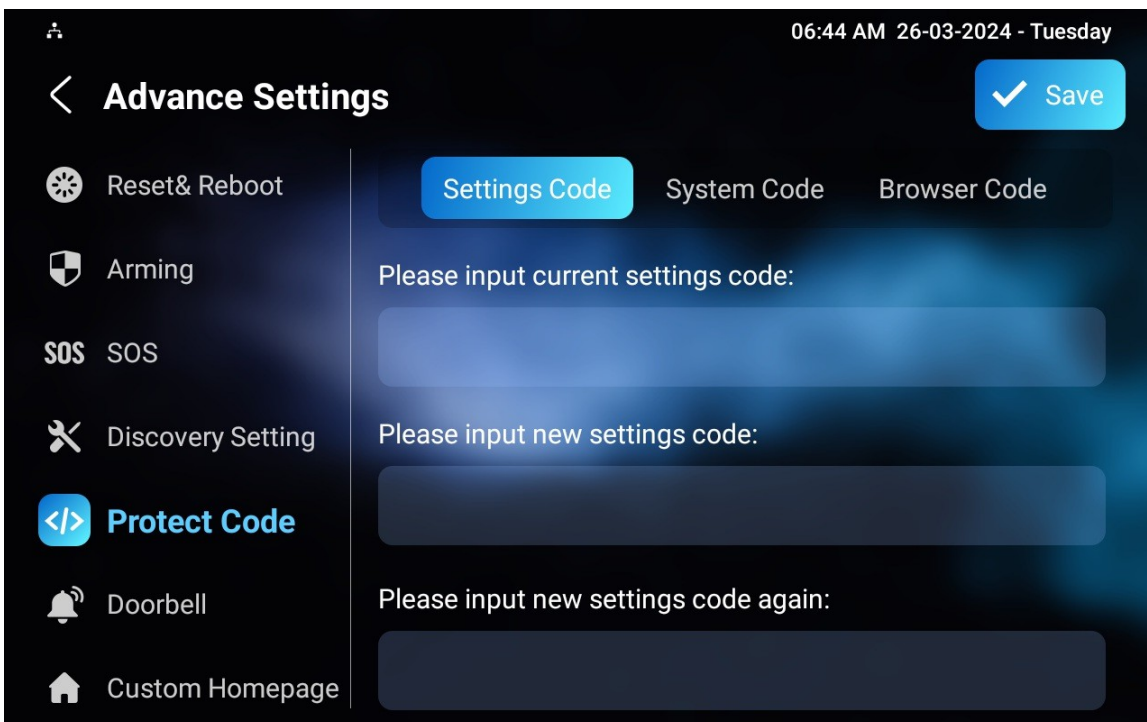 06:44 AM 26-03-2024 - Tuesday
Advance Settings
Save
Reset& Reboot
Arming
SOS SOS
Discovery Setting
</> Protect Code
Doorbell
Custom Homepage
Settings Code System Code Browser Code
Please input current settings code:
Please input new settings code:
Please input new settings code again: